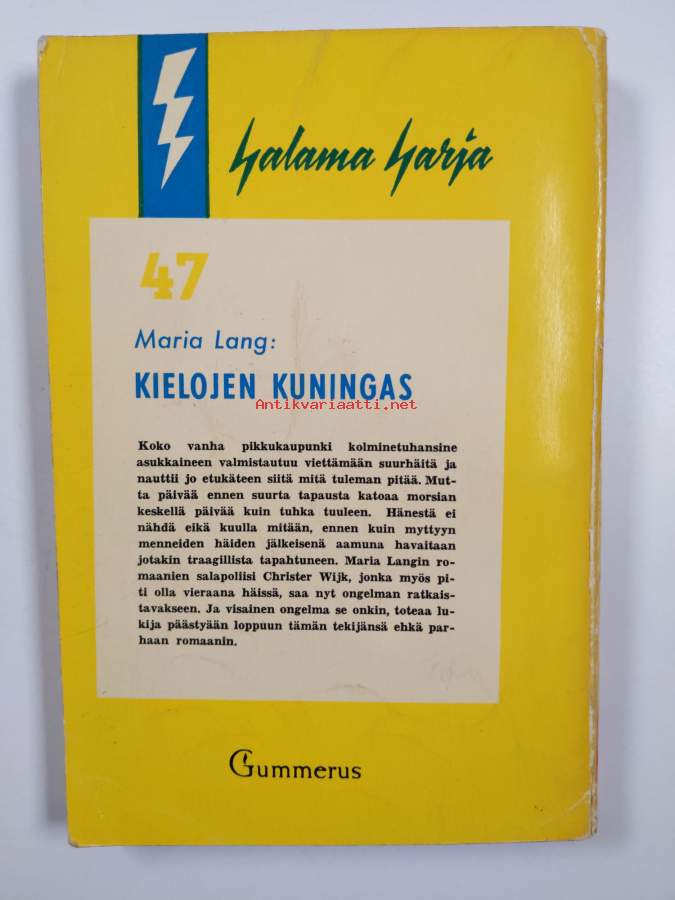 Salama Sarja
47
Maria Lang:
KIELOJEN KUNINGAS
Antikvariaatti.net
Koko vanha pikkukaupunki kolminetuhansine
asukkaineen valmistautuu viettämään suurhäitä ja
nauttii jo etukäteen siitä mitä tuleman pitää. Mut-
ta päivää ennen suurta tapausta katoaa morsian
keskellä päivää kuin tuhka tuuleen. Hänestä ei
nähdä eikä kuulla mitään, ennen kuin myttyyn
menneiden häiden jälkeisenä aamuna havaitaan
jotakin traagillista tapahtuneen. Maria Langin ro-
maanien salapoliisi Christer Wijk, jonka myös pi-
ti olla vieraana häissä, saa nyt ongelman ratkais-
tavakseen. Ja visainen ongelma se onkin, toteaa lu-
kija päästyään loppuun tämän tekijänsä ehkä par-
haan romaanin.
Gummerus